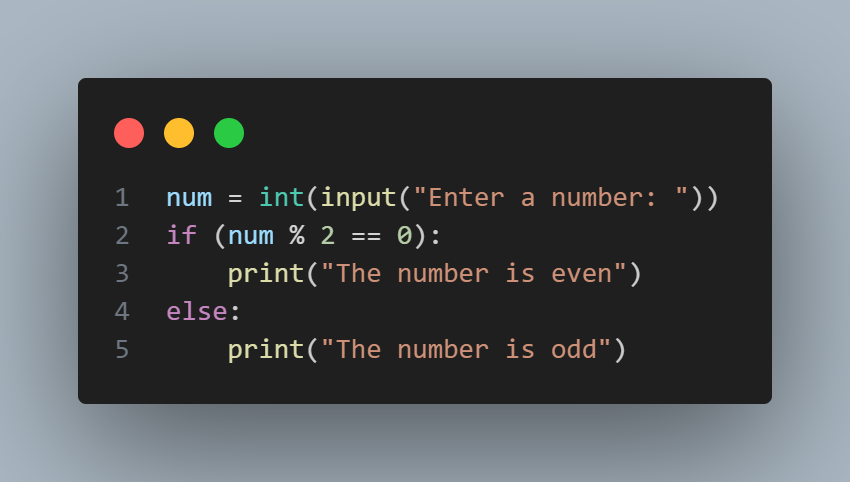 1 num = int(input("Enter a number: "))
2 if (num % 2 == 0):
3     print("The number is even")
4 else:
5     print("The number is odd")